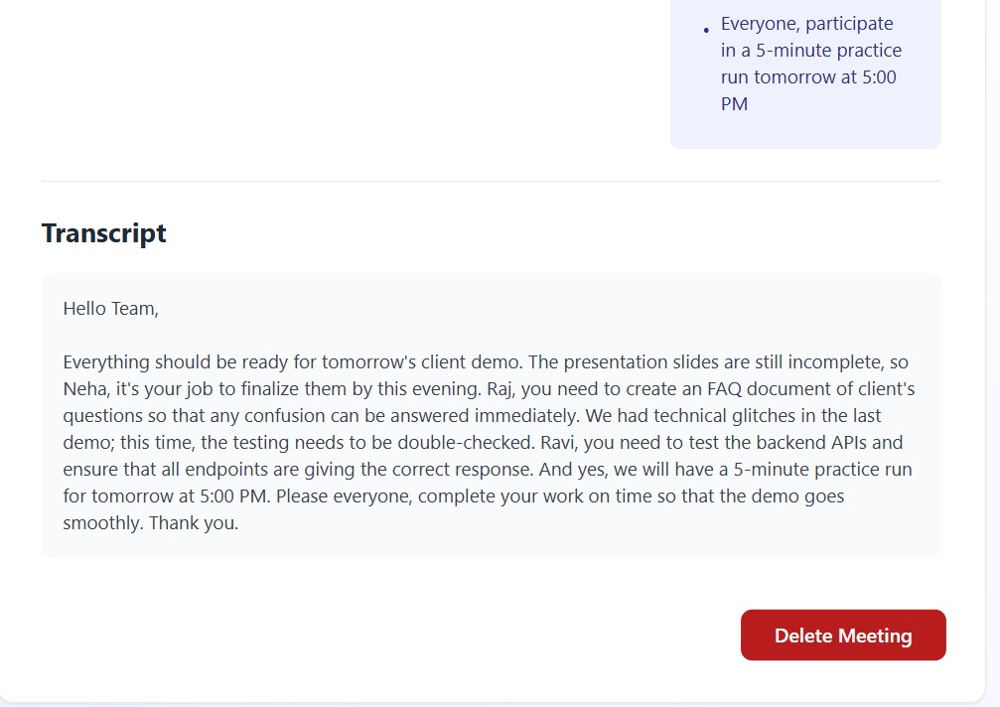 • Everyone, participate
in a 5-minute practice
run tomorrow at 5:00
PM
Transcript
Hello Team,
Everything should be ready for tomorrow's client demo. The presentation slides are still incomplete, so
Neha, it's your job to finalize them by this evening. Raj, you need to create an FAQ document of client's
questions so that any confusion can be answered immediately. We had technical glitches in the last
demo; this time, the testing needs to be double-checked. Ravi, you need to test the backend APIs and
ensure that all endpoints are giving the correct response. And yes, we will have a 5-minute practice run
for tomorrow at 5:00 PM. Please everyone, complete your work on time so that the demo goes
smoothly. Thank you.
Delete Meeting